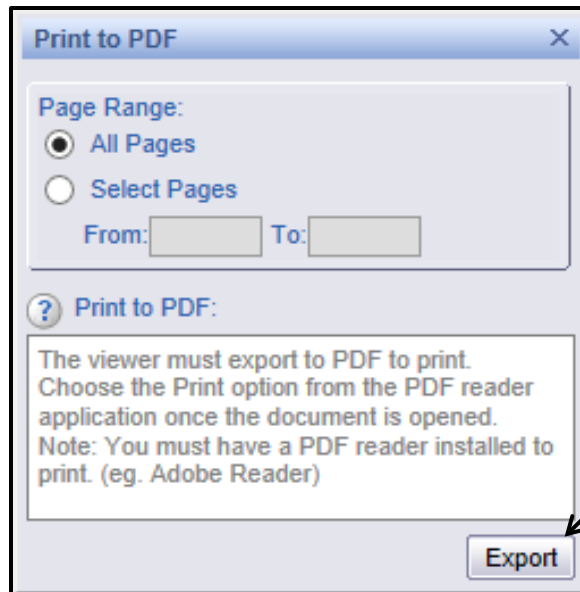 Print to PDF
Page Range:
All Pages
Select Pages
From: To:
Print to PDF:
The viewer must export to PDF to print.
Choose the Print option from the PDF reader
application once the document is opened.
Note: You must have a PDF reader installed to
print. (eg. Adobe Reader)
Export